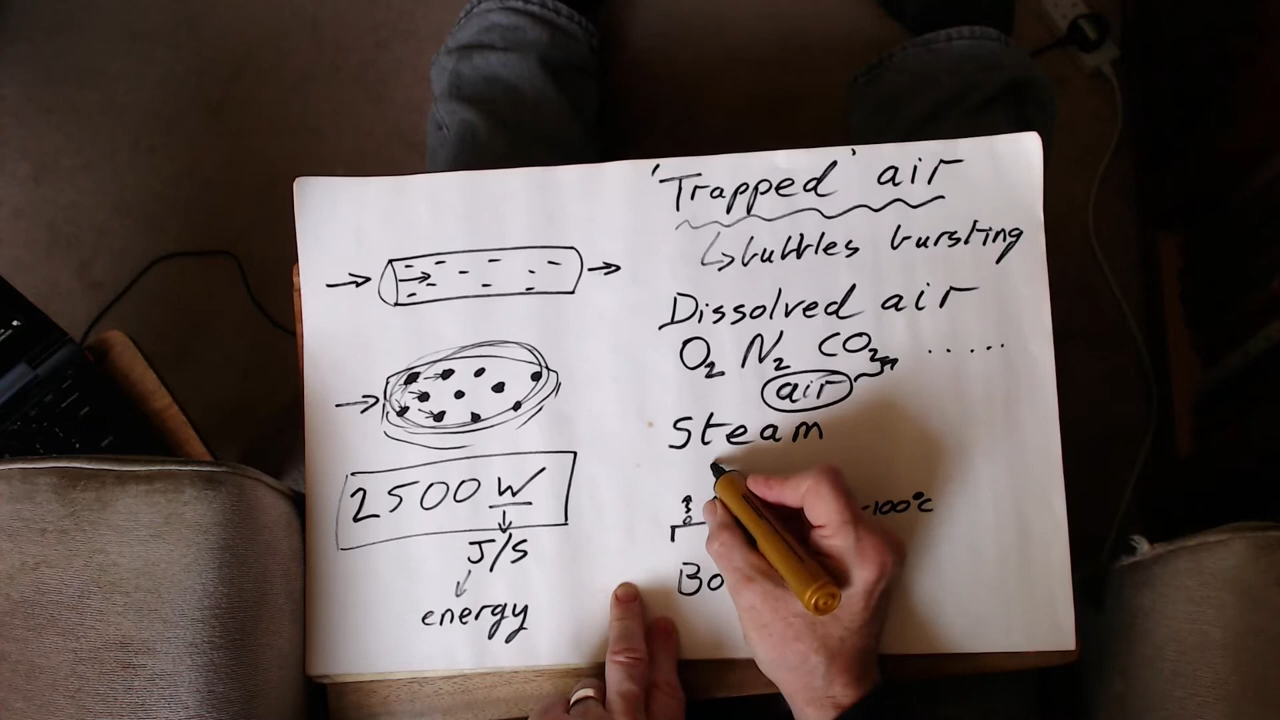 'Trapped' air
↳ bubbles bursting
Dissolved air
O₂ N₂ CO₂ ......
air
Steam
100°C
2500 W
J/S
energy